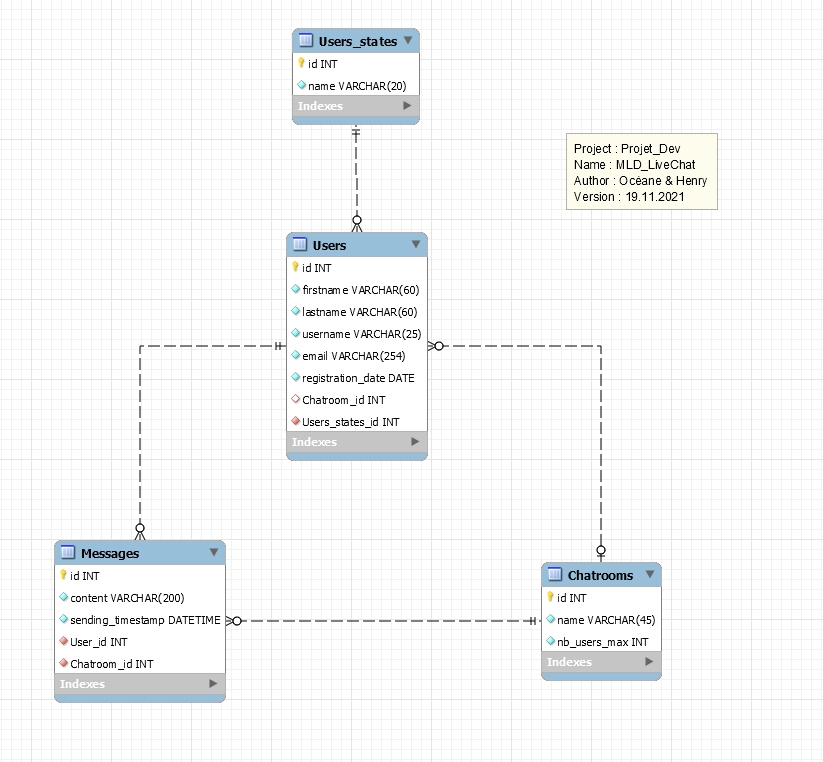 Users_states
id INT
name VARCHAR(20)
Indexes
Project : Projet_Dev
Name : MLD_LiveChat
Author : Océane & Henry
Version : 19.11.2021
Users
id INT
firstname VARCHAR(60)
lastname VARCHAR(60)
username VARCHAR(25)
email VARCHAR(254)
registration_date DATE
Chatroom_id INT
Users_states_id INT
Indexes
Messages
id INT
content VARCHAR(200)
sending_timestamp DATETIME
User_id INT
Chatroom_id INT
Indexes
Chatrooms
id INT
name VARCHAR(45)
nb_users_max INT
Indexes